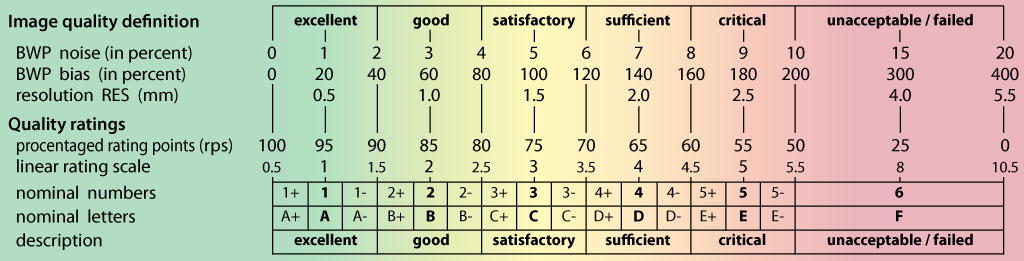 Image quality definition excellent good satisfactory sufficient critical unacceptable / failed
BWP noise (in percent) 0 1 2 3 4 5 6 7 8 9 10 15 20
BWP bias (in percent) 0 20 40 60 80 100 120 140 160 180 200 300 400
resolution RES (mm) 0.5 1.0 1.5 2.0 2.5 4.0 5.5
Quality ratings
procentaged rating points (rps) 100 95 90 85 80 75 70 65 60 55 50 25 0
linear rating scale 0.5 1 1.5 2 2.5 3 3.5 4 4.5 5 5.5 8 10.5
nominal numbers 1+ 1 1- 2+ 2 2- 3+ 3 3- 4+ 4 4- 5+ 5 5- 6
nominal letters A+ A A- B+ B B- C+ C C- D+ D D- E+ E E- F
description excellent good satisfactory sufficient critical unacceptable / failed